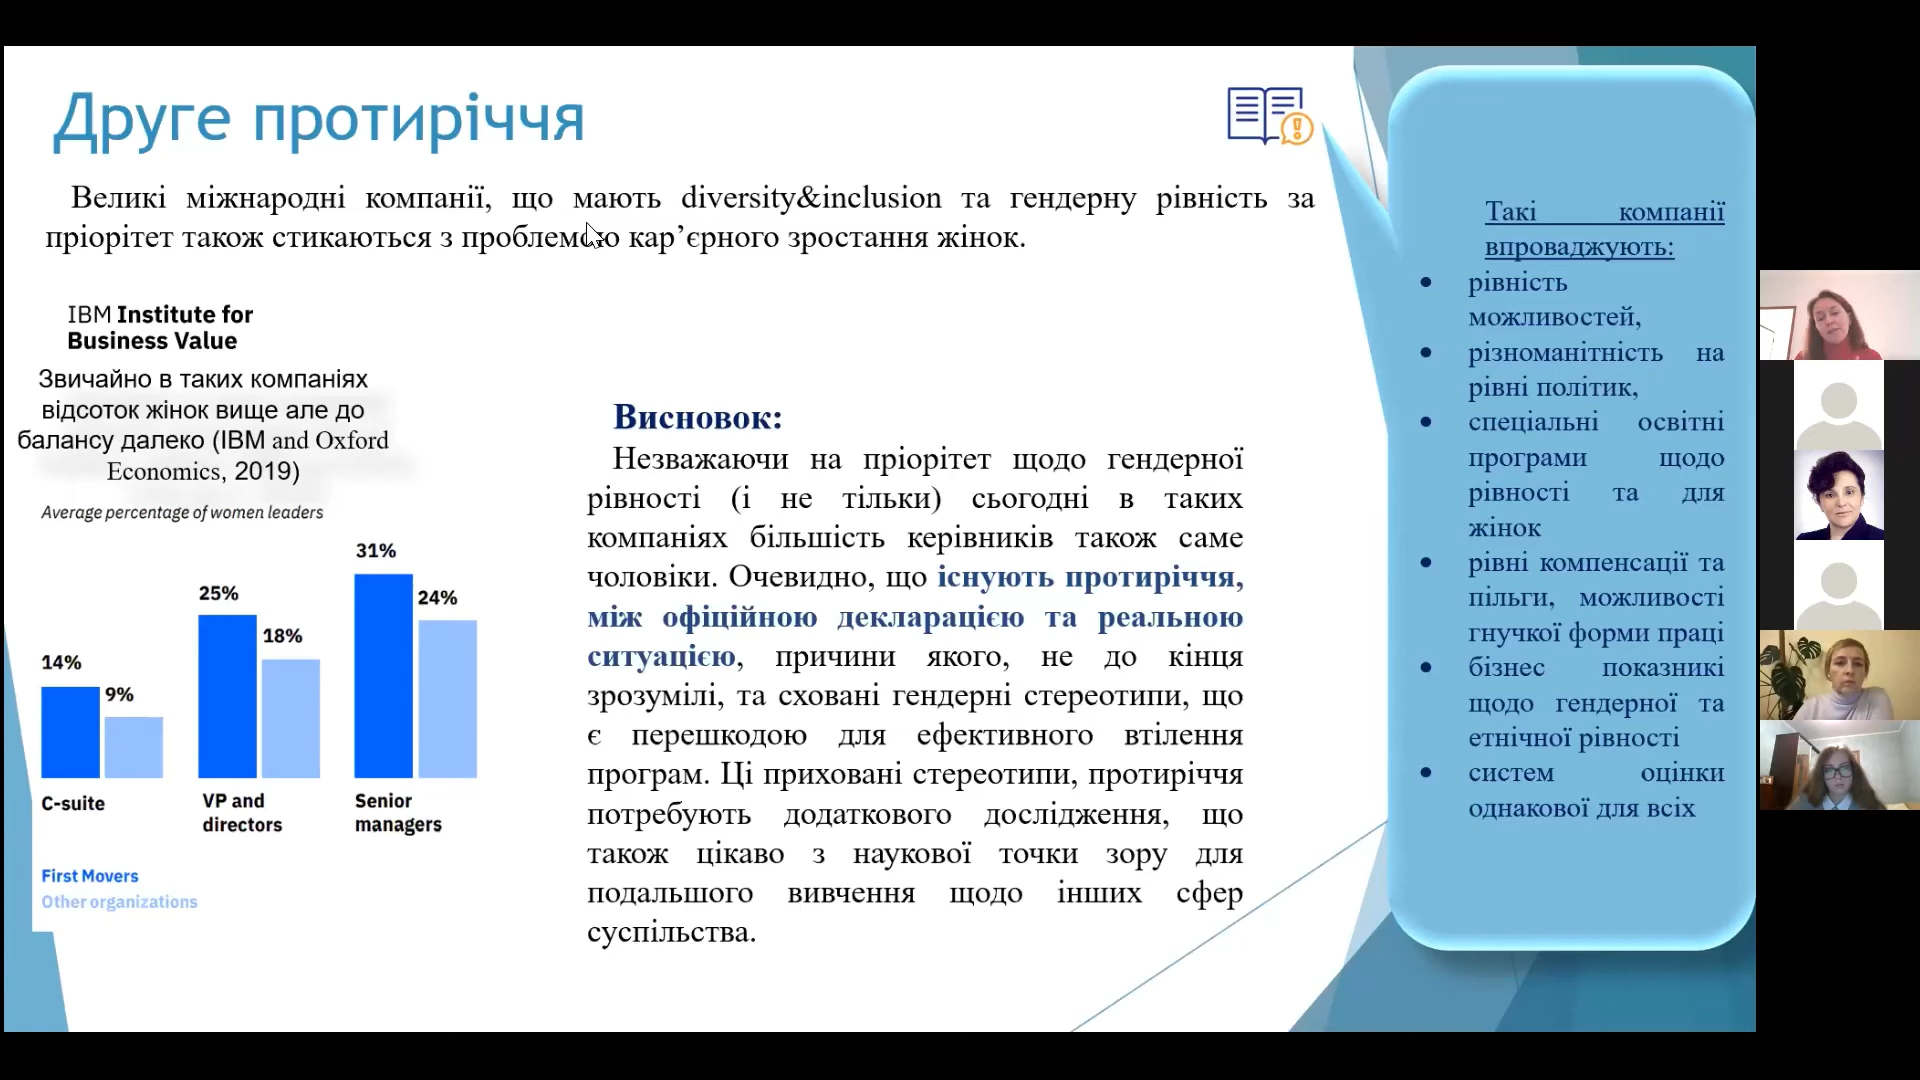 Друге протиріччя
Великі міжнародні компанії, що мають diversity&inclusion та гендерну рівність за
пріорітет також стикаються з проблемою кар’єрного зростання жінок.
IBM Institute for
Business Value
Звичайно в таких компаніях
відсоток жінок вище але до
балансу далеко (IBM and Oxford
Economics, 2019)
Average percentage of women leaders
14%
9%
25%
18%
31%
24%
C-suite
VP and
directors
Senior
managers
First Movers
Other organizations
Висновок:
Незважаючи на пріорітет щодо гендерної
рівності (і не тільки) сьогодні в таких
компаніях більшість керівників також саме
чоловіки. Очевидно, що існують протиріччя,
між офіційною декларацією та реальною
ситуацією, причини якого, не до кінця
зрозумілі, та сховані гендерні стереотипи, що
є перешкодою для ефективного втілення
програм. Ці приховані стереотипи, протиріччя
потребують додаткового дослідження, що
також цікаво з наукової точки зору для
подальшого вивчення щодо інших сфер
суспільства.
Такі компанії
впроваджують:
• рівність
можливостей,
• різноманітність на
рівні політик,
• спеціальні освітні
програми щодо
рівності та для
жінок
• рівні компенсації та
пільги, можливості
гнучкої форми праці
• бізнес показникі
щодо гендерної та
етнічної рівності
• систем оцінки
однакової для всіх